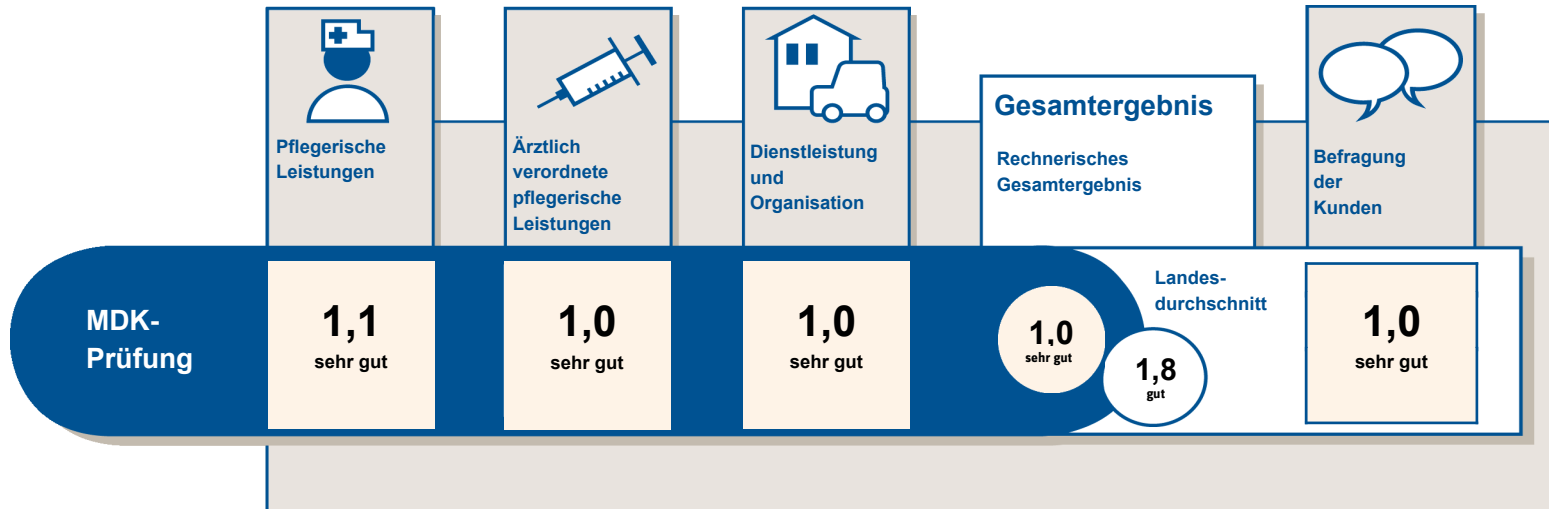 Pflegerische
Leistungen
Ärztlich
verordnete
pflegerische
Leistungen
Dienstleistung
und
Organisation
Gesamtergebnis
Rechnerisches
Gesamtergebnis
Befragung
der
Kunden
MDK-
Prüfung
1,1
sehr gut
1,0
sehr gut
1,0
sehr gut
1,0
sehr gut
Landes-
durchschnitt
1,8
gut
1,0
sehr gut